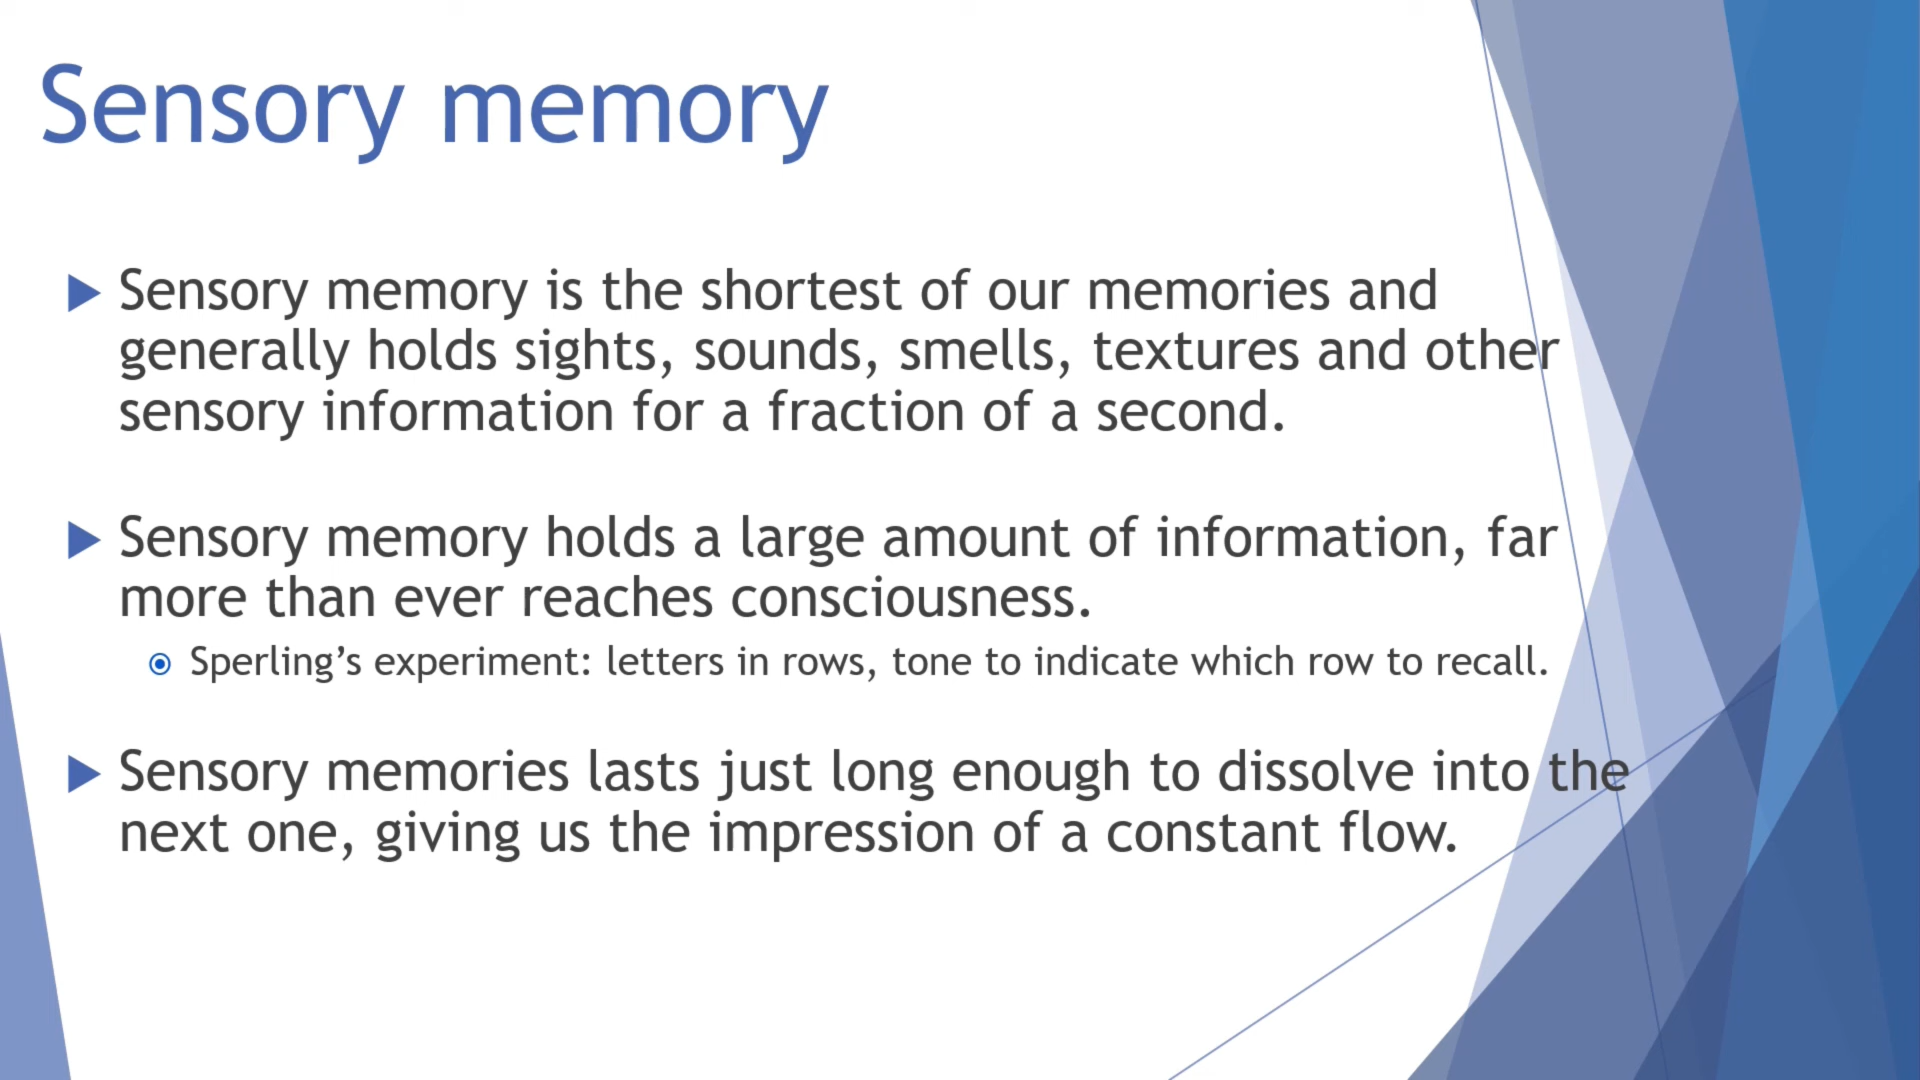 Sensory memory
Sensory memory is the shortest of our memories and
generally holds sights, sounds, smells, textures and other
sensory information for a fraction of a second.
Sensory memory holds a large amount of information, far
more than ever reaches consciousness.
Sperling’s experiment: letters in rows, tone to indicate which row to recall.
Sensory memories lasts just long enough to dissolve into the
next one, giving us the impression of a constant flow.